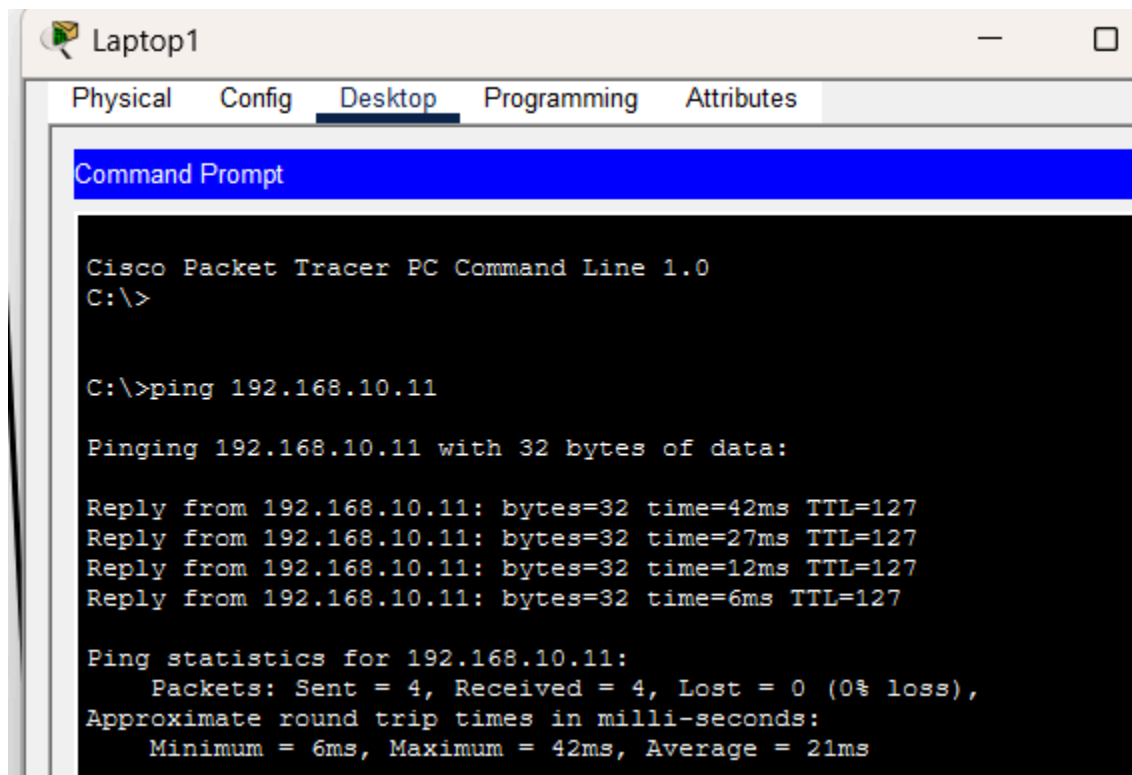 Laptop1
Physical Config Desktop Programming Attributes
Command Prompt
Cisco Packet Tracer PC Command Line 1.0
C:\>
C:\>ping 192.168.10.11
Pinging 192.168.10.11 with 32 bytes of data:
Reply from 192.168.10.11: bytes=32 time=42ms TTL=127
Reply from 192.168.10.11: bytes=32 time=27ms TTL=127
Reply from 192.168.10.11: bytes=32 time=12ms TTL=127
Reply from 192.168.10.11: bytes=32 time=6ms TTL=127
Ping statistics for 192.168.10.11:
    Packets: Sent = 4, Received = 4, Lost = 0 (0% loss),
Approximate round trip times in milli-seconds:
    Minimum = 6ms, Maximum = 42ms, Average = 21ms